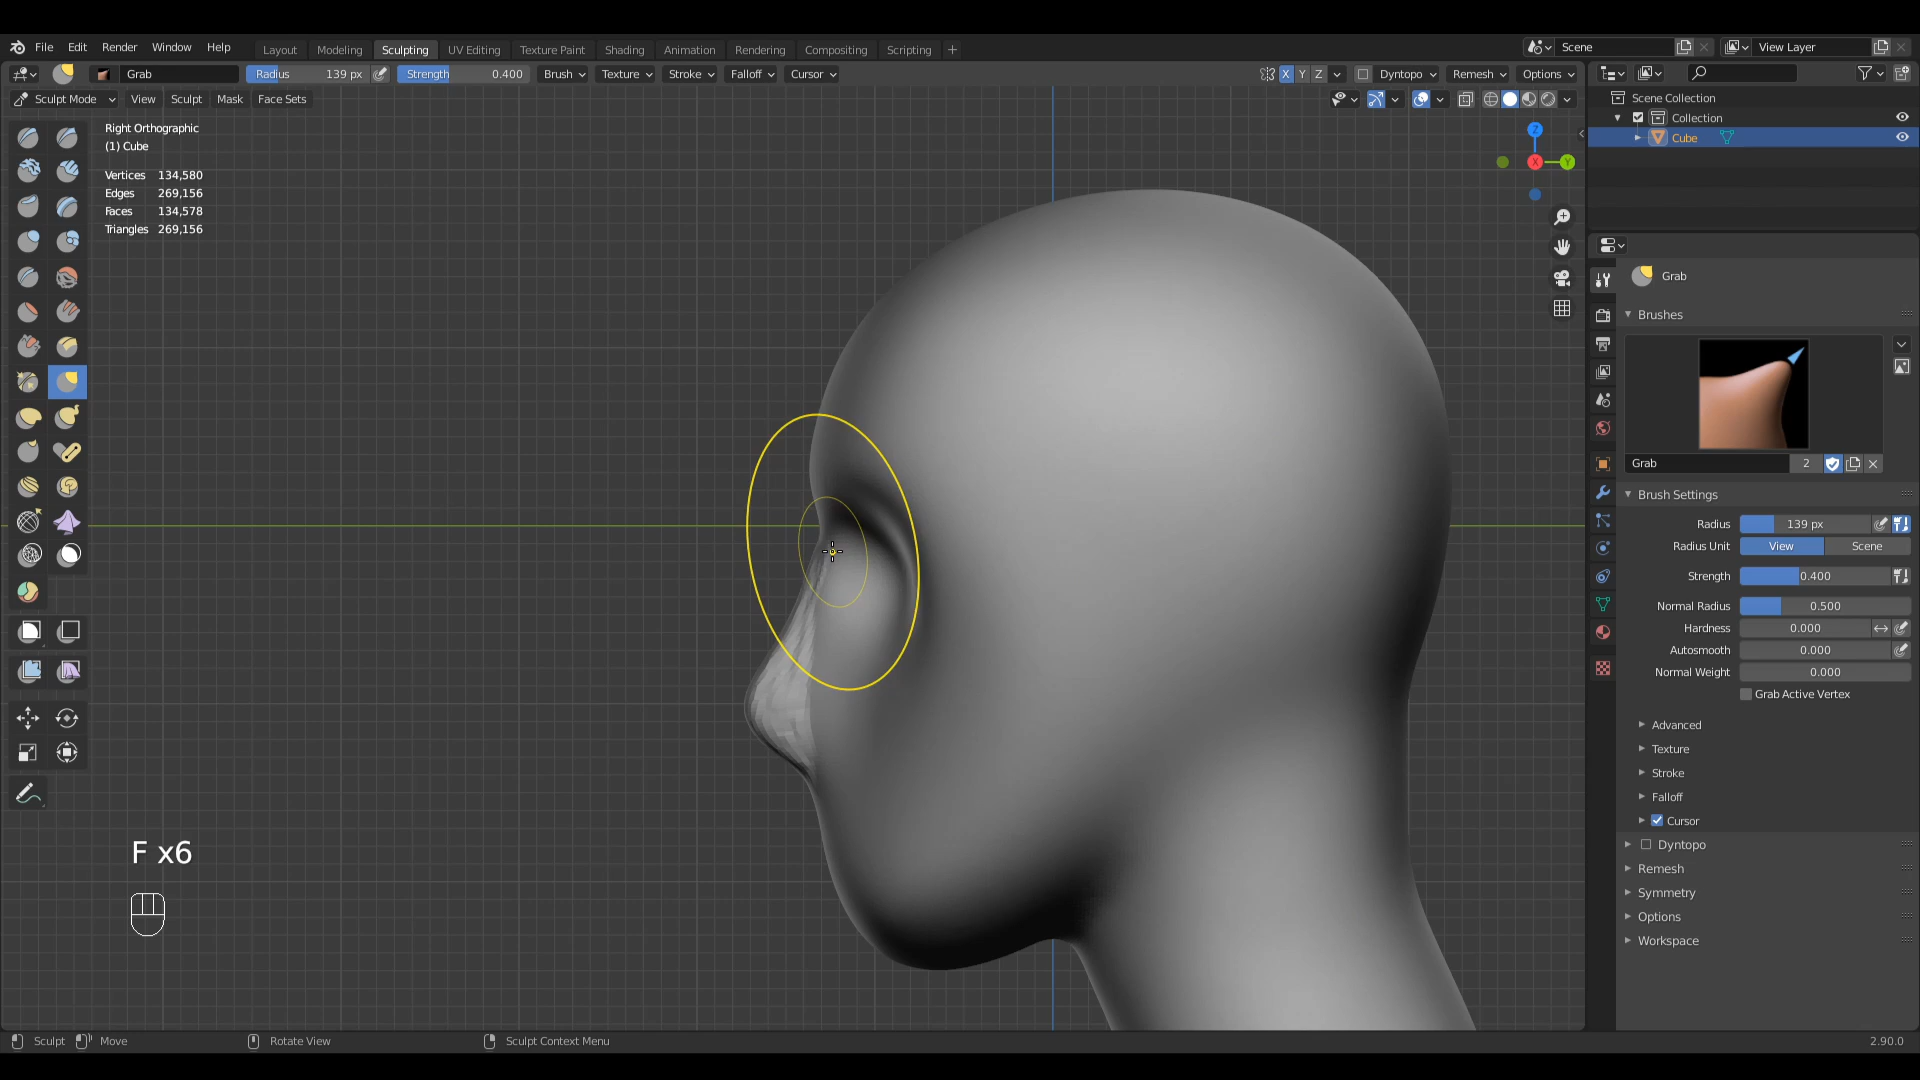 File Edit Render Window Help Layout Modeling Sculpting UV Editing Texture Paint Shading Animation Rendering Compositing Scripting + Scene View Layer
Grab Radius 139 px Strength 0.400 Brush Texture Stroke Falloff Cursor X Y Z Dyntopo Remesh Options
Sculpt Mode View Sculpt Mask Face Sets
Scene Collection
Collection
Cube
Right Orthographic
(1) Cube
Vertices 134,580
Edges 269,156
Faces 134,578
Triangles 269,156
Z
X
Y
Grab
Brushes
Grab 2
Brush Settings
Radius 139 px
Radius Unit View Scene
Strength 0.400
Normal Radius 0.500
Hardness 0.000
Autosmooth 0.000
Normal Weight 0.000
Grab Active Vertex
Advanced
Texture
Stroke
Falloff
Cursor
Dyntopo
Remesh
Symmetry
Options
Workspace
F x6
Sculpt Move Rotate View Sculpt Context Menu 2.90.0